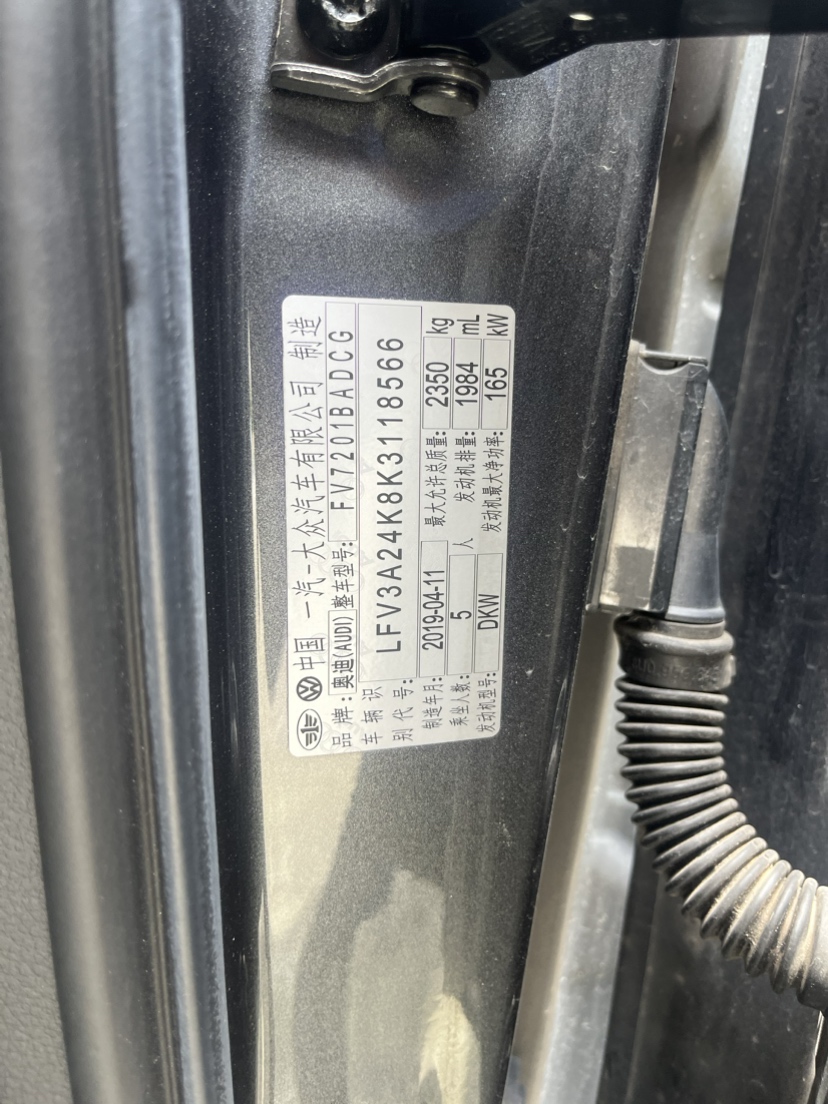 中国 一汽-大众汽车有限公司 制造
品牌: 奥迪(AUDI) 整车型号: FV7201BADCG
车辆识别代号: LFV3A24K8K3118566
制造年月: 2019-04-11 最大允许总质量: 2350 kg
乘坐人数: 5 人 发动机排量: 1984 mL
发动机型号: DKW 发动机最大净功率: 165 kW